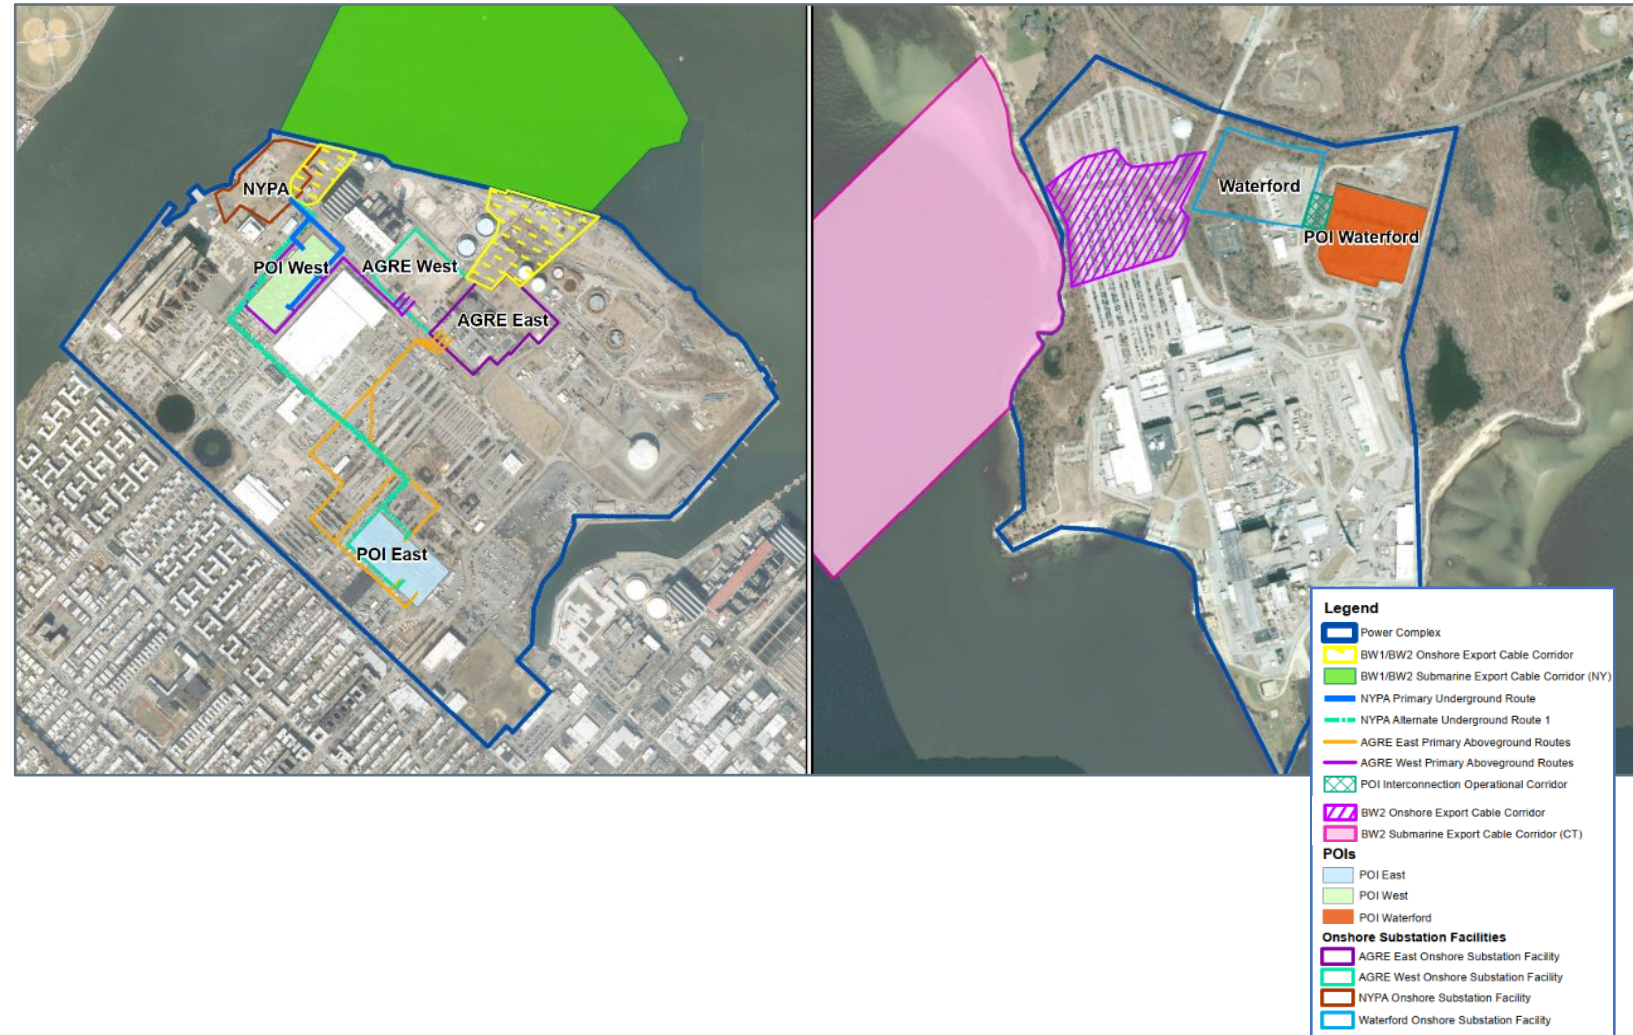 NYPA
POI West
AGRE West
AGRE East
POI East
Waterford
POI Waterford
Legend
Power Complex
BW1/BW2 Onshore Export Cable Corridor
BW1/BW2 Submarine Export Cable Corridor (NY)
NYPA Primary Underground Route
NYPA Alternate Underground Route 1
AGRE East Primary Aboveground Routes
AGRE West Primary Aboveground Routes
POI Interconnection Operational Corridor
BW2 Onshore Export Cable Corridor
BW2 Submarine Export Cable Corridor (CT)
POIs
POI East
POI West
POI Waterford
Onshore Substation Facilities
AGRE East Onshore Substation Facility
AGRE West Onshore Substation Facility
NYPA Onshore Substation Facility
Waterford Onshore Substation Facility